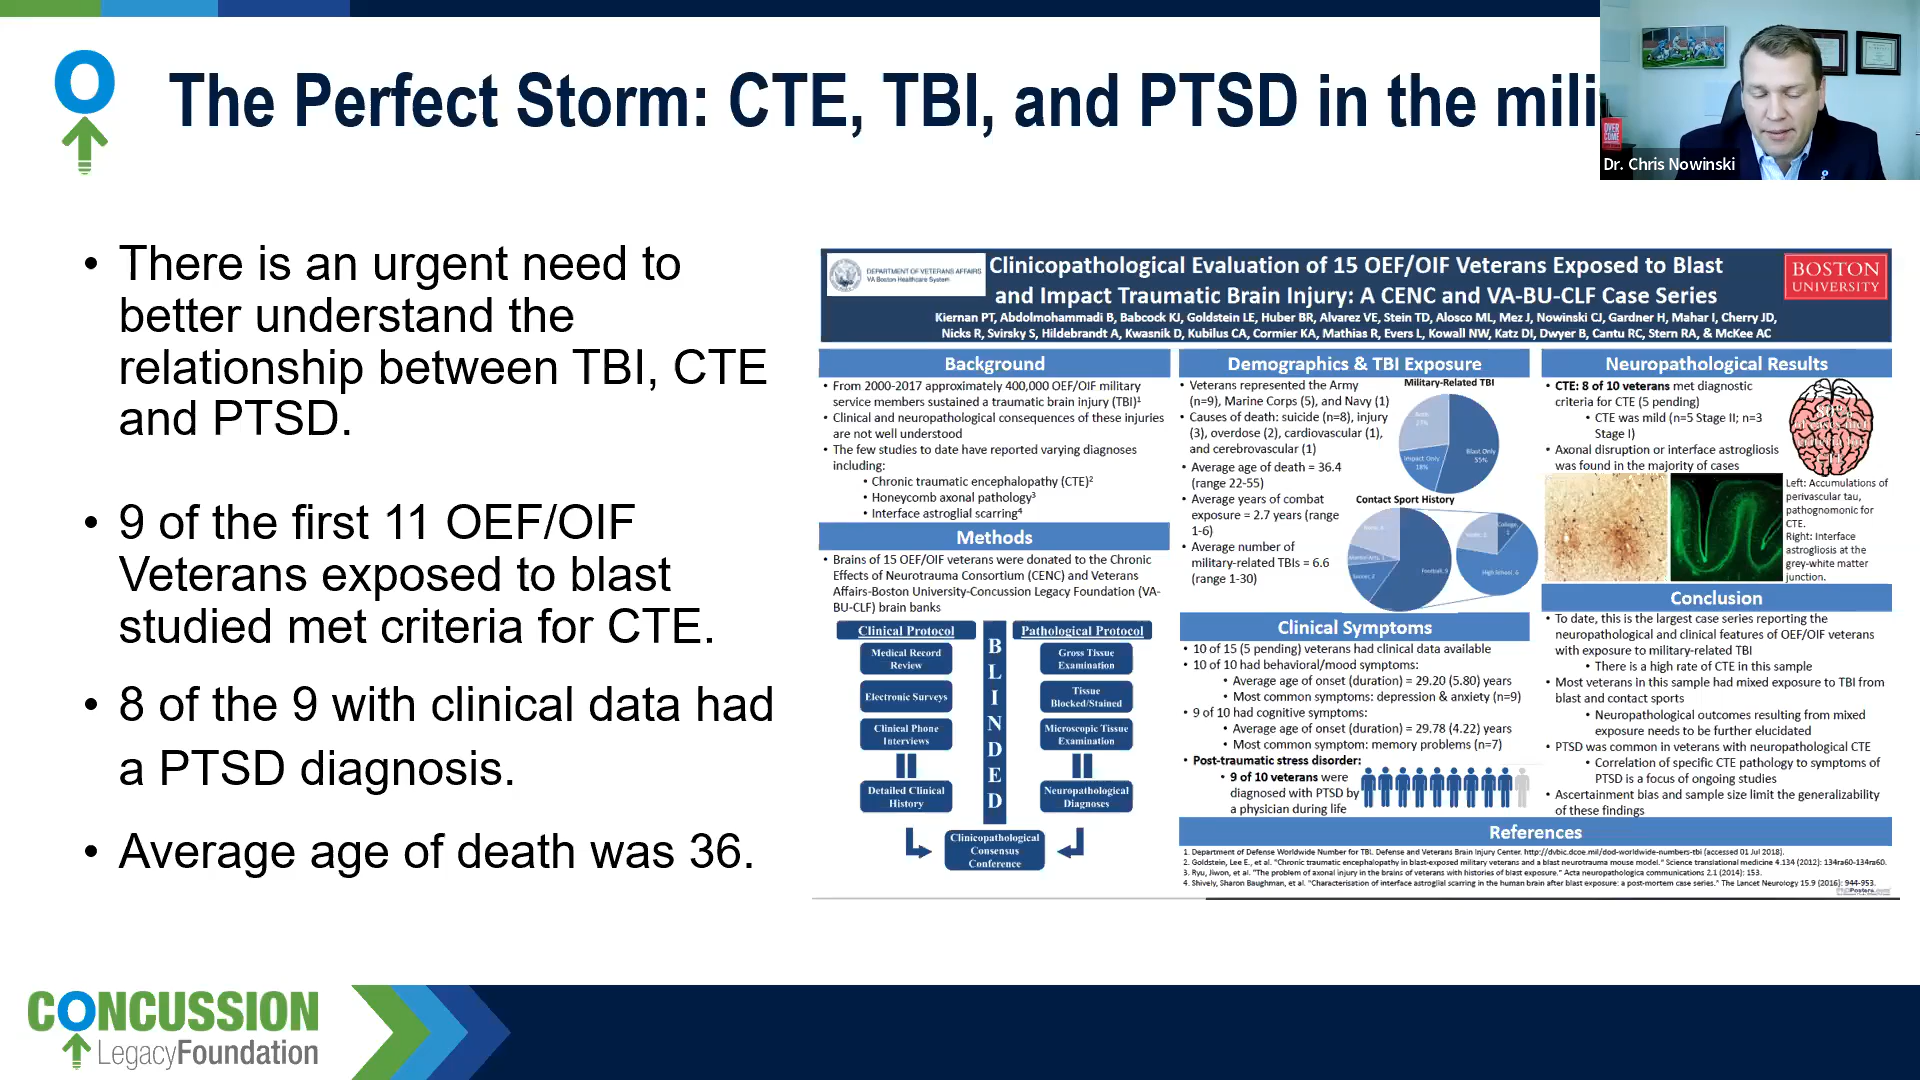 The Perfect Storm: CTE, TBI, and PTSD in the mili
Dr. Chris Nowinski
• There is an urgent need to
better understand the
relationship between TBI, CTE
and PTSD.
• 9 of the first 11 OEF/OIF
Veterans exposed to blast
studied met criteria for CTE.
• 8 of the 9 with clinical data had
a PTSD diagnosis.
• Average age of death was 36.
DEPARTMENT OF VETERANS AFFAIRS
VA Boston Healthcare System
Clinicopathological Evaluation of 15 OEF/OIF Veterans Exposed to Blast
and Impact Traumatic Brain Injury: A CENC and VA-BU-CLF Case Series
Kiernan PT, Abdolmohammadi B, Babcock KJ, Goldstein LE, Huber BR, Alvarez VE, Stein TD, Alosco ML, Mez J, Nowinski CJ, Gardner H, Mahar I, Cherry JD,
Nicks R, Svirsky S, Hildebrandt A, Kwasnik D, Kubilus CA, Cormier KA, Mathias R, Evers L, Kowall NW, Katz DI, Dwyer B, Cantu RC, Stern RA, & McKee AC
BOSTON
UNIVERSITY
Background
• From 2000-2017 approximately 400,000 OEF/OIF military
service members sustained a traumatic brain injury (TBI)¹
• Clinical and neuropathological consequences of these injuries
are not well understood
• The few studies to date have reported varying diagnoses
including:
• Chronic traumatic encephalopathy (CTE)²
• Honeycomb axonal pathology³
• Interface astroglial scarring⁴
Methods
• Brains of 15 OEF/OIF veterans were donated to the Chronic
Effects of Neurotrauma Consortium (CENC) and Veterans
Affairs-Boston University-Concussion Legacy Foundation (VA-
BU-CLF) brain banks
Clinical Protocol
Medical Record
Review
Electronic Surveys
Clinical Phone
Interviews
Detailed Clinical
History
BLINDED
Pathological Protocol
Gross Tissue
Examination
Tissue
Blocked/Stained
Microscopic Tissue
Examination
Neuropathological
Diagnoses
Clinicopathological
Consensus
Conference
Demographics & TBI Exposure
• Veterans represented the Army
(n=9), Marine Corps (5), and Navy (1)
• Causes of death: suicide (n=8), injury
(3), overdose (2), cardiovascular (1),
and cerebrovascular (1)
• Average age of death = 36.4
(range 22-55)
• Average years of combat
exposure = 2.7 years (range
1-6)
• Average number of
military-related TBIs = 6.6
(range 1-30)
Military-Related TBI
Both
27%
Impact Only
18%
Blast Only
55%
Contact Sport History
Football, 9
Soccer, 2
High School, 6
College,
1
Clinical Symptoms
• 10 of 15 (5 pending) veterans had clinical data available
• 10 of 10 had behavioral/mood symptoms:
• Average age of onset (duration) = 29.20 (5.80) years
• Most common symptoms: depression & anxiety (n=9)
• 9 of 10 had cognitive symptoms:
• Average age of onset (duration) = 29.78 (4.22) years
• Most common symptom: memory problems (n=7)
• Post-traumatic stress disorder:
• 9 of 10 veterans were
diagnosed with PTSD by
a physician during life
Neuropathological Results
• CTE: 8 of 10 veterans met diagnostic
criteria for CTE (5 pending)
• CTE was mild (n=5 Stage II; n=3
Stage I)
• Axonal disruption or interface astrogliosis
was found in the majority of cases
Left: Accumulations of
perivascular tau,
pathognomonic for
CTE.
Right: Interface
astrogliosis at the
grey-white matter
junction.
Conclusion
• To date, this is the largest case series reporting the
neuropathological and clinical features of OEF/OIF veterans
with exposure to military-related TBI
• There is a high rate of CTE in this sample
• Most veterans in this sample had mixed exposure to TBI from
blast and contact sports
• Neuropathological outcomes resulting from mixed
exposure needs to be further elucidated
• PTSD was common in veterans with neuropathological CTE
• Correlation of specific CTE pathology to symptoms of
PTSD is a focus of ongoing studies
• Ascertainment bias and sample size limit the generalizability
of these findings
References
1. Department of Defense Worldwide Number for TBI. Defense and Veterans Brain Injury Center. http://dvbic.dcoe.mil/dod-worldwide-numbers-tbi (accessed 01 Jul 2018).
2. Goldstein, Lee E., et al. "Chronic traumatic encephalopathy in blast-exposed military veterans and a blast neurotrauma mouse model." Science translational medicine 4.134 (2012): 134ra60-134ra60.
3. Ryu, Jiwon, et al. "The problem of axonal injury in the brains of veterans with histories of blast exposure." Acta neuropathologica communications 2.1 (2014): 153.
4. Shively, Sharon Baughman, et al. "Characterisation of interface astroglial scarring in the human brain after blast exposure: a post-mortem case series." The Lancet Neurology 15.9 (2016): 944-953.
CONCUSSION
LegacyFoundation